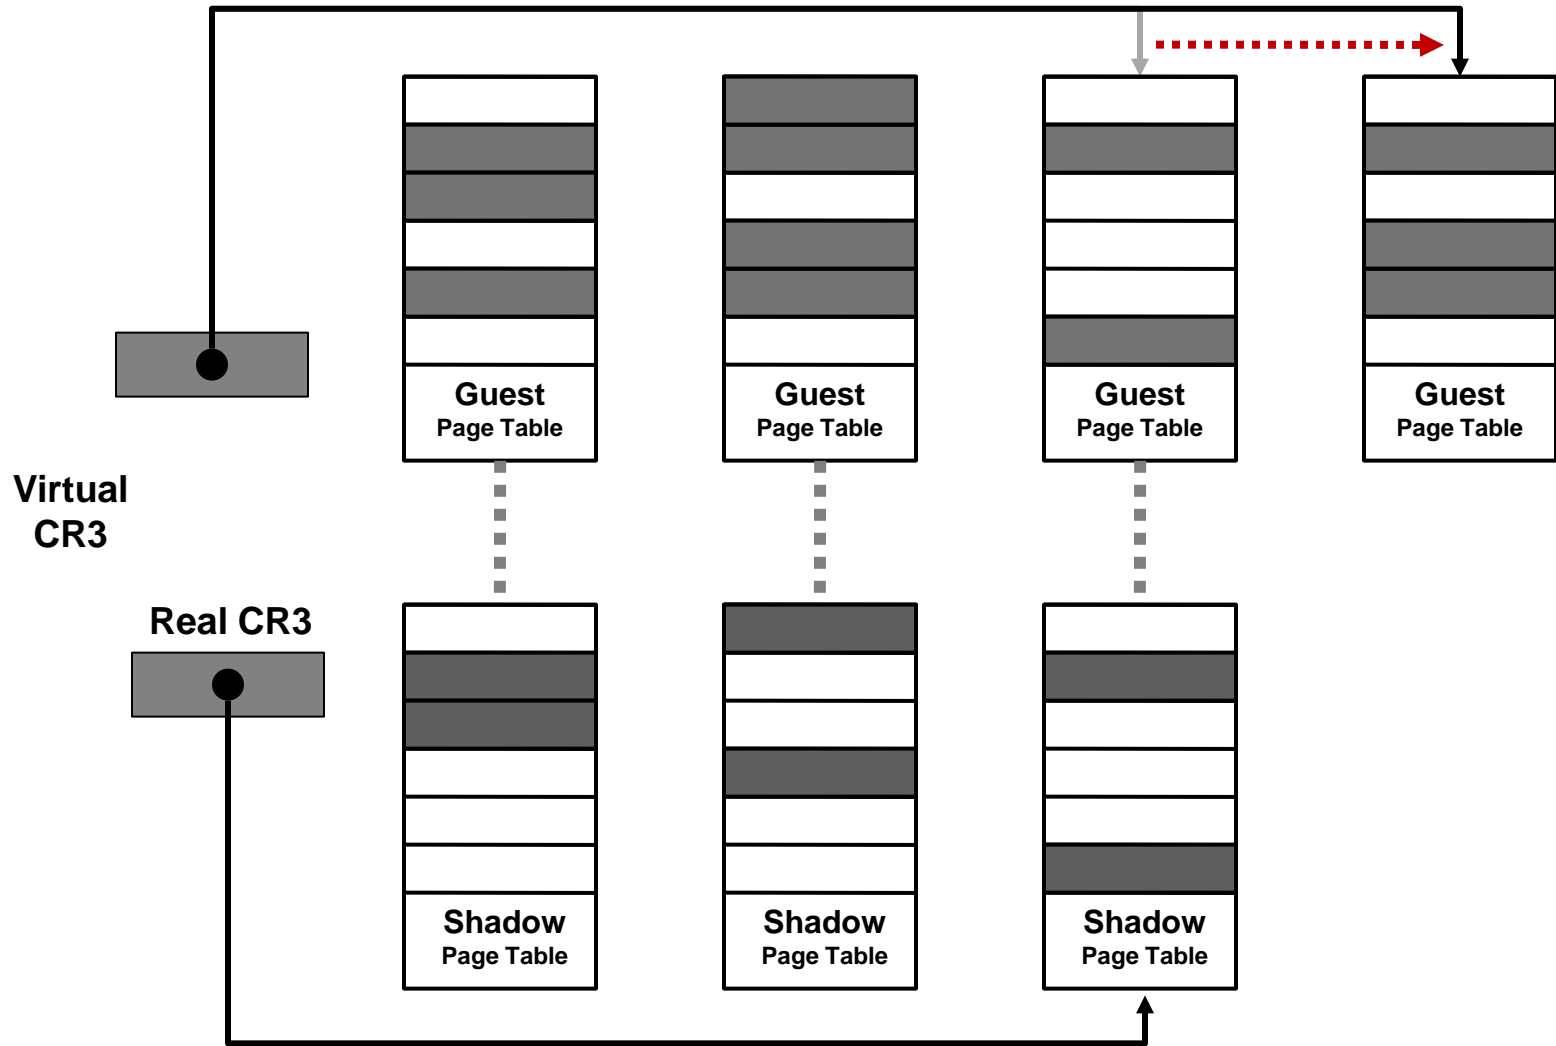 Guest
Page Table
Guest
Page Table
Guest
Page Table
Guest
Page Table
Virtual
CR3
Real CR3
Shadow
Page Table
Shadow
Page Table
Shadow
Page Table